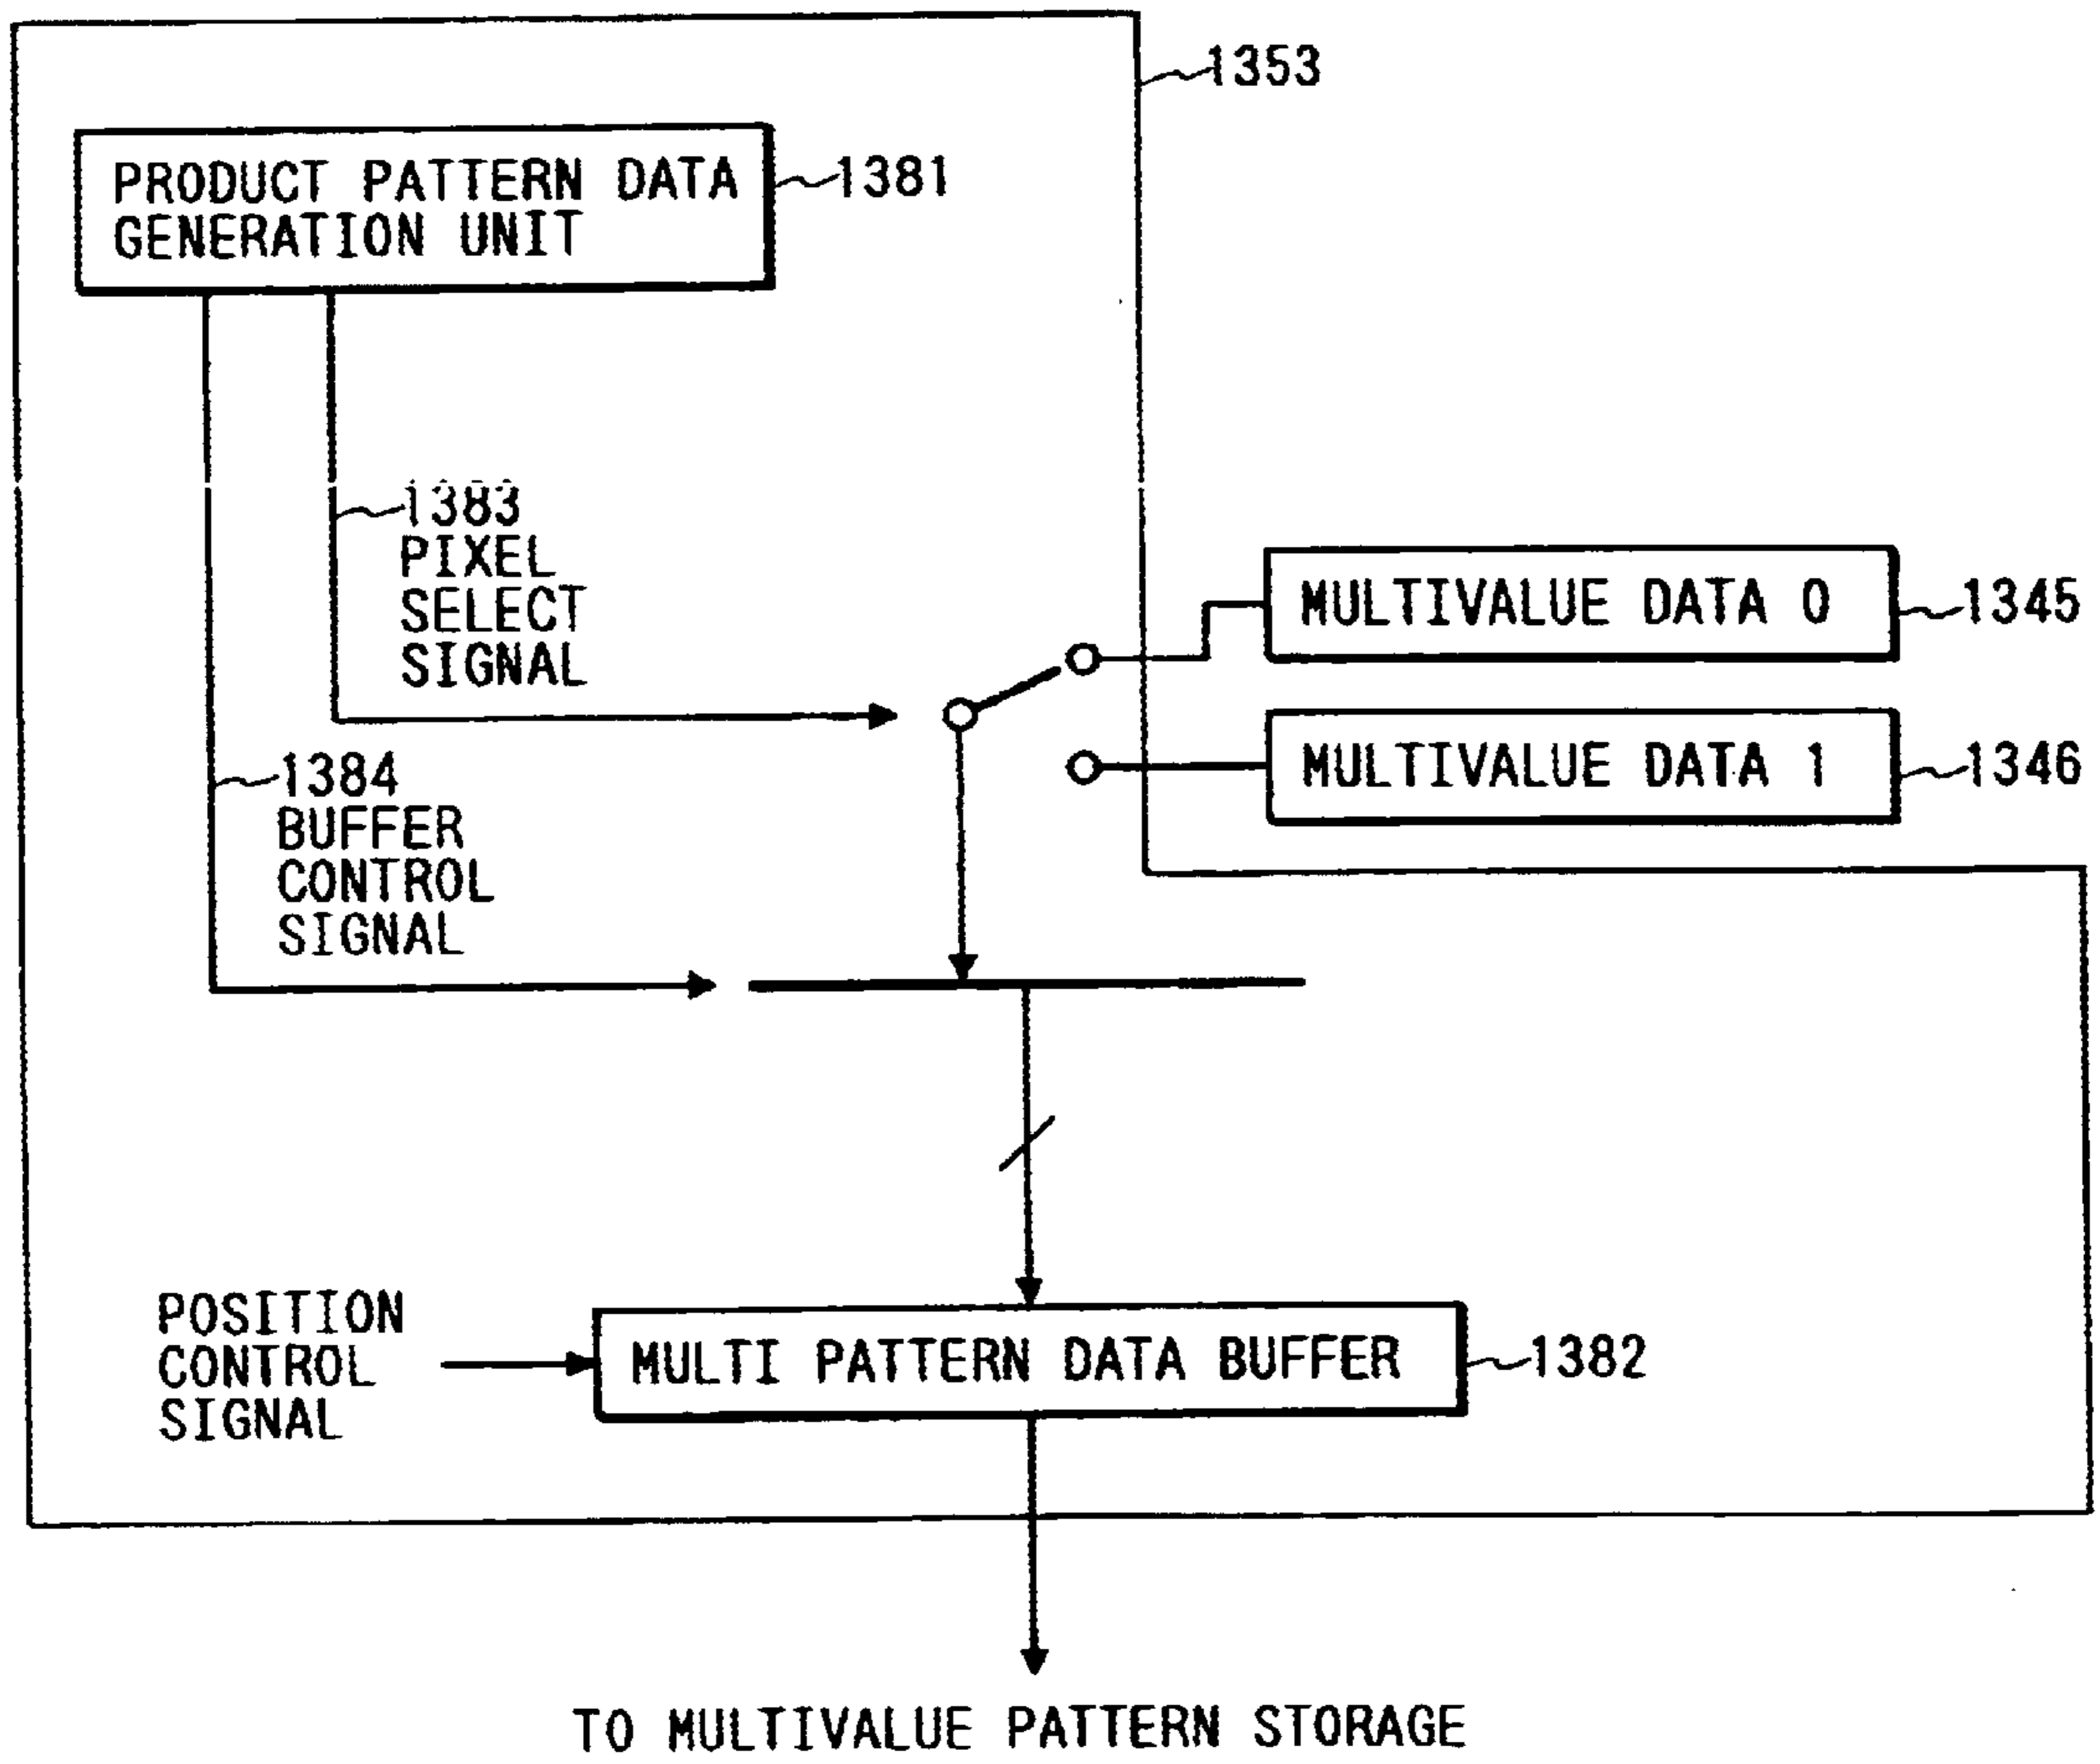 1353
PRODUCT PATTERN DATA
GENERATION UNIT
1381
1383
PIXEL
SELECT
SIGNAL
MULTIVALUE DATA 0
1345
MULTIVALUE DATA 1
1346
1384
BUFFER
CONTROL
SIGNAL
POSITION
CONTROL
SIGNAL
MULTI PATTERN DATA BUFFER
1382
TO MULTIVALUE PATTERN STORAGE